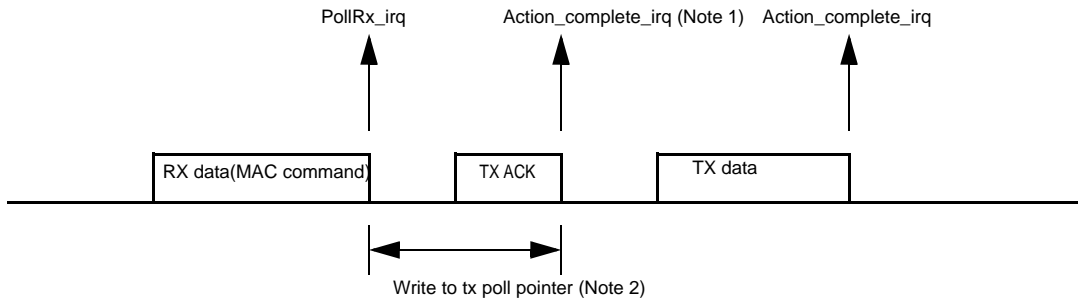 PollRx_irq
Action_complete_irq (Note 1)
Action_complete_irq
RX data(MAC command)
TX ACK
TX data
Write to tx poll pointer (Note 2)